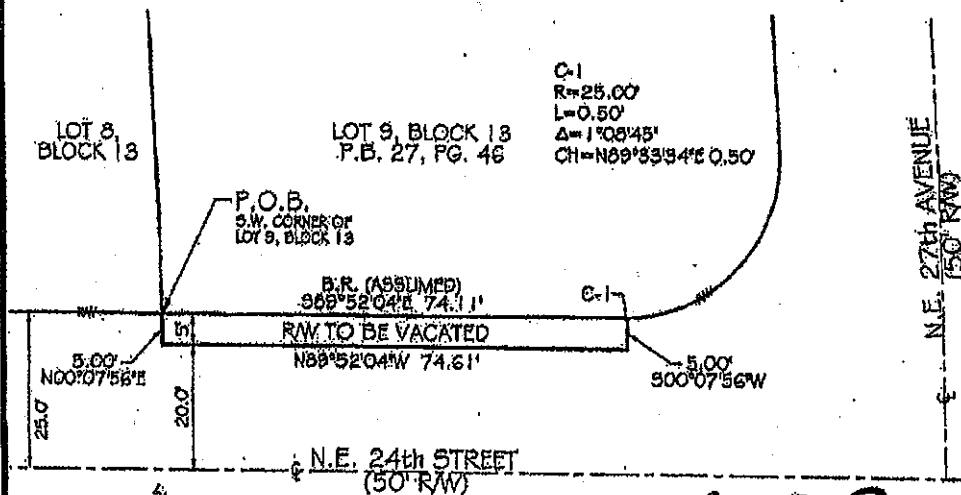 LOT 8,
BLOCK 13
LOT 9, BLOCK 13
P.B. 27, PG. 46
C-1
R=25.00'
L=0.50'
Δ=1°08'45"
CH=N89°33'34"E 0.50'
N.E. 27th AVENUE
(50' R/W)
P.O.B.
S.W. CORNER OF
LOT 9, BLOCK 13
B.R. (ASSUMED)
S89°52'04"E 74.11'
C-1
5'
R/W TO BE VACATED
N89°52'04"W 74.61'
5.00'
N00°07'56"E
5.00'
S00°07'56"W
25.0'
20.0'
N.E. 24th STREET
(50' R/W)